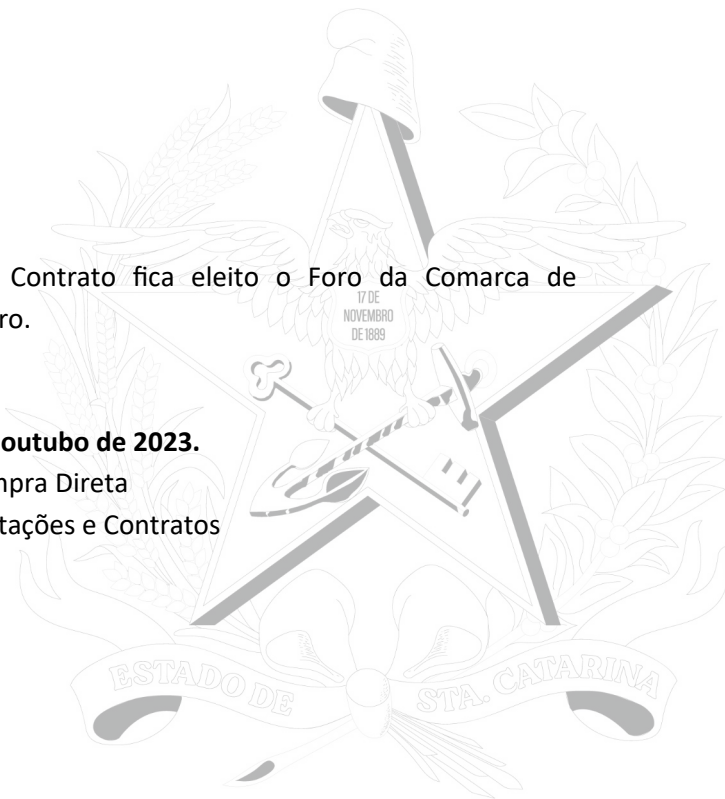 Contrato fica eleito o Foro da Comarca de
ro.
17 DE
NOVEMBRO
DE 1889
outubo de 2023.
mpra Direta
tações e Contratos
ESTADO DE STA. CATARINA